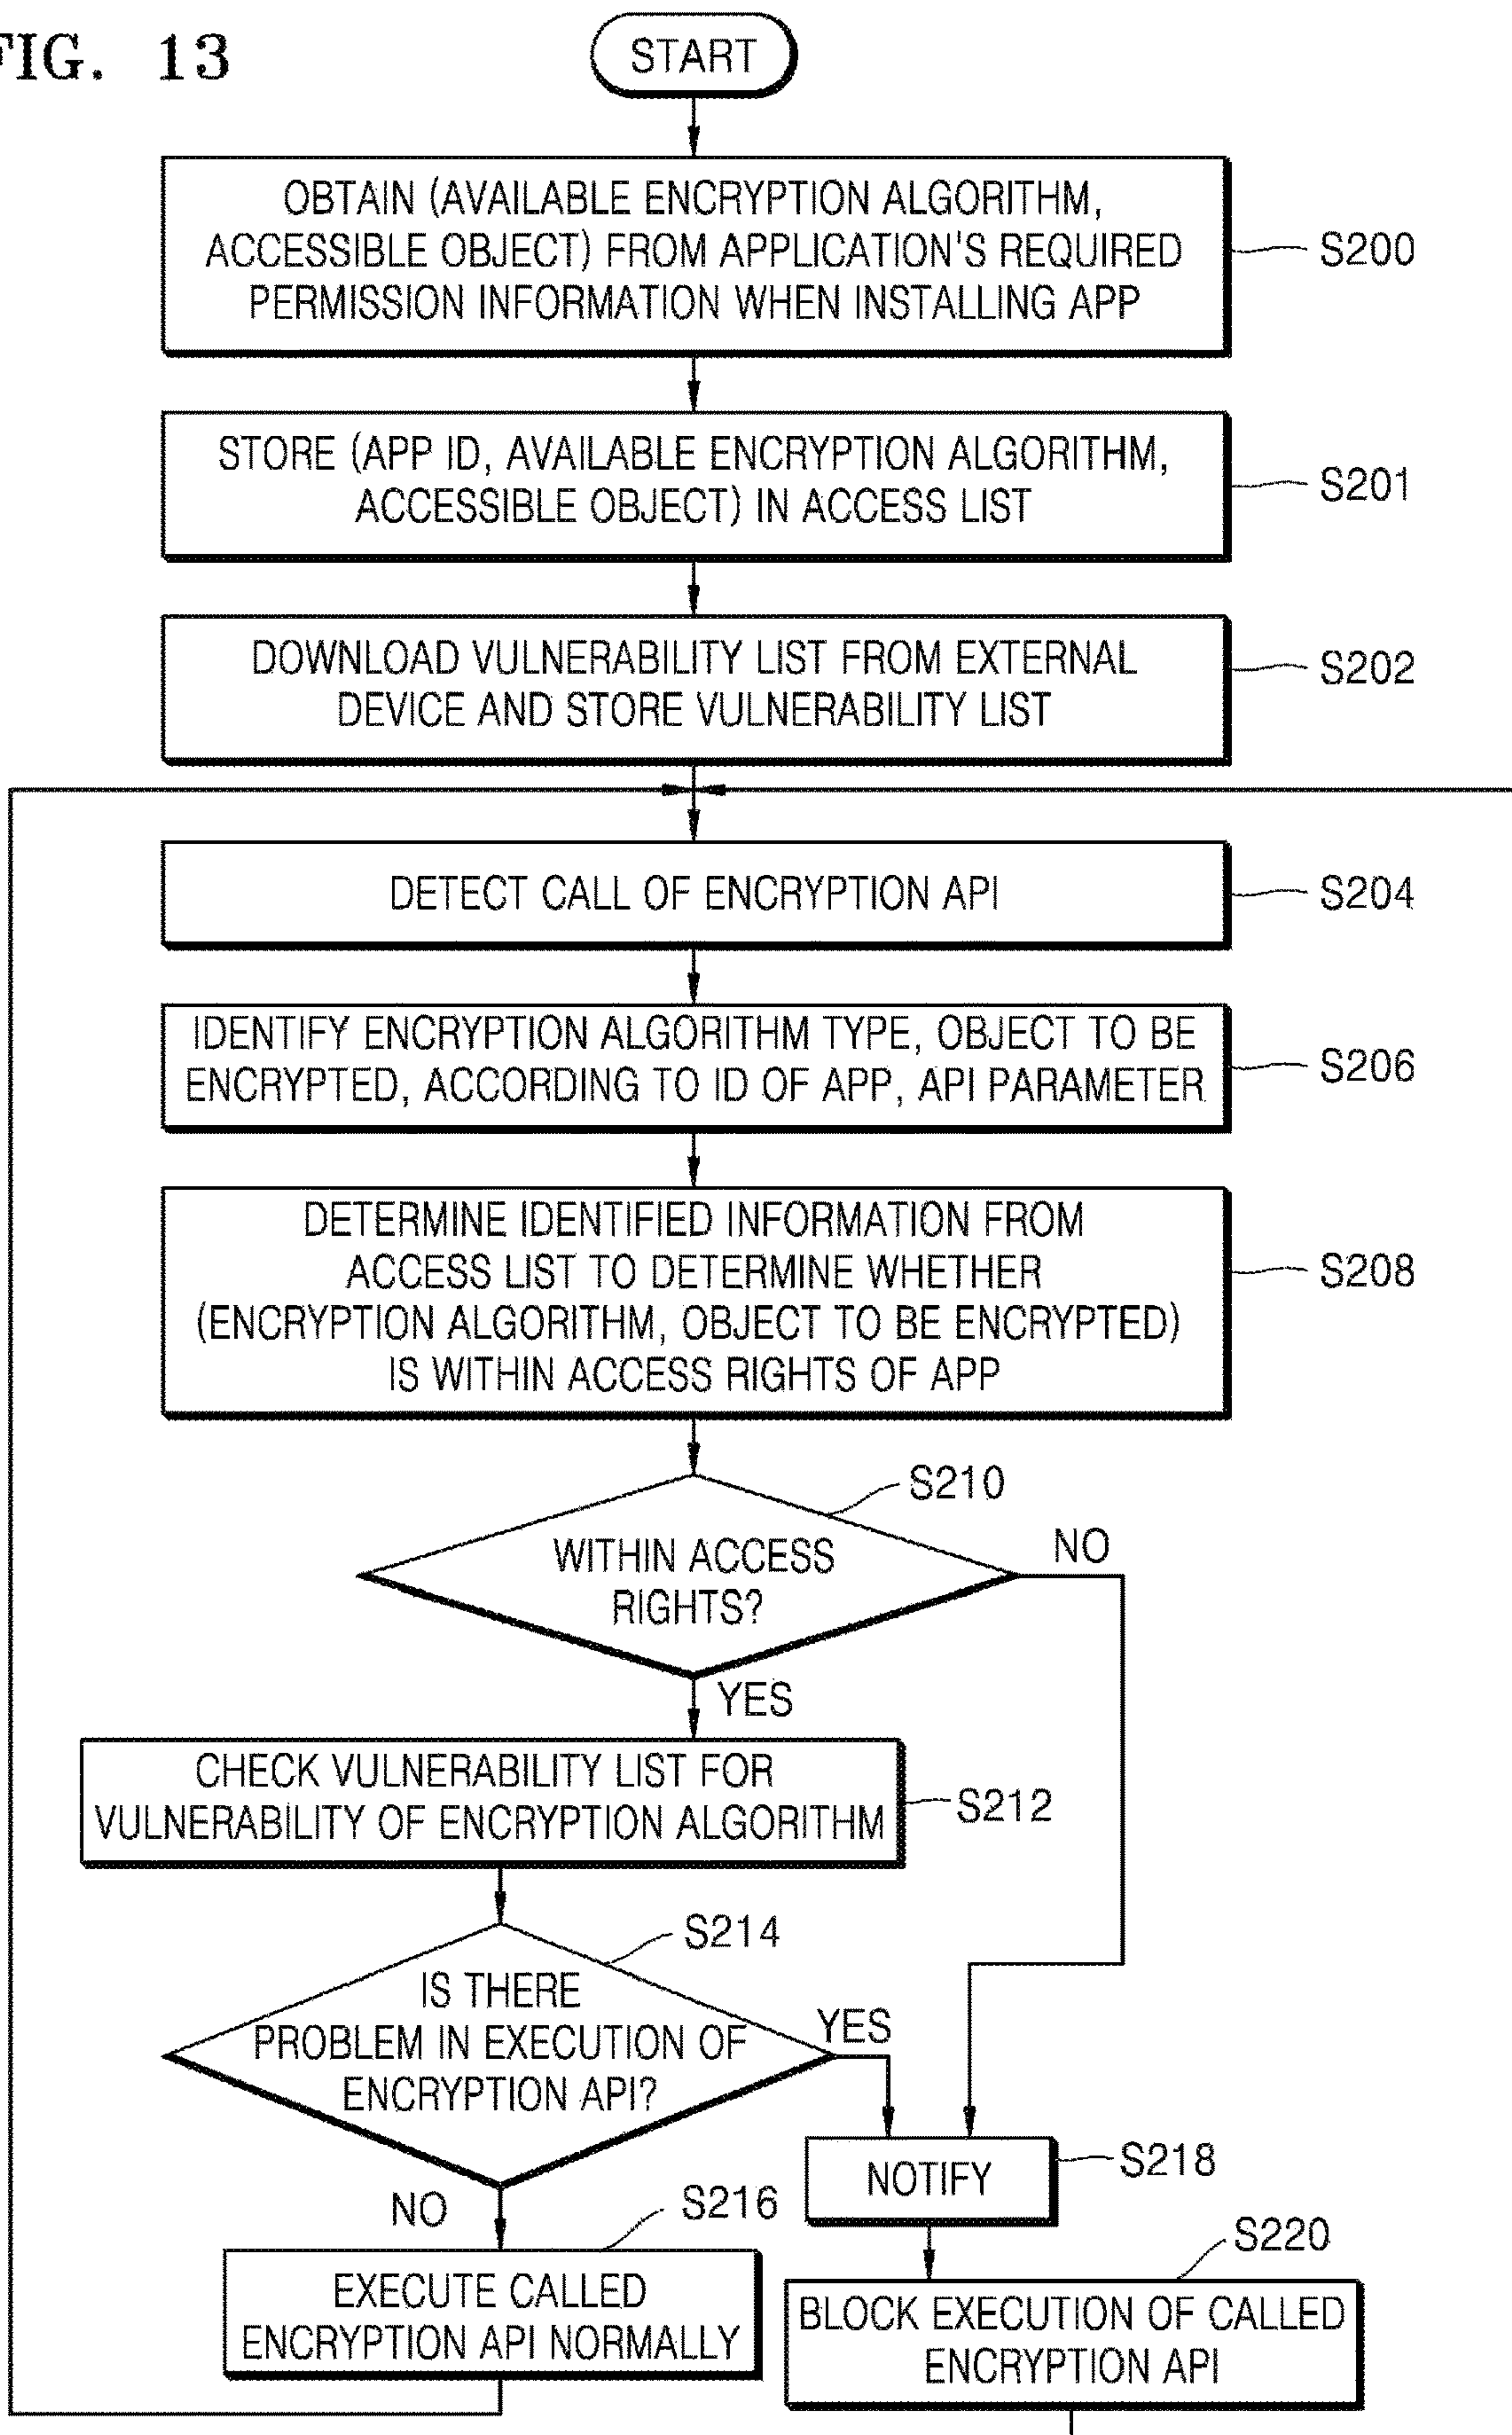 FIG. 13
START
OBTAIN (AVAILABLE ENCRYPTION ALGORITHM,
ACCESSIBLE OBJECT) FROM APPLICATION'S REQUIRED
PERMISSION INFORMATION WHEN INSTALLING APP
S200
STORE (APP ID, AVAILABLE ENCRYPTION ALGORITHM,
ACCESSIBLE OBJECT) IN ACCESS LIST
S201
DOWNLOAD VULNERABILITY LIST FROM EXTERNAL
DEVICE AND STORE VULNERABILITY LIST
S202
DETECT CALL OF ENCRYPTION API
S204
IDENTIFY ENCRYPTION ALGORITHM TYPE, OBJECT TO BE
ENCRYPTED, ACCORDING TO ID OF APP, API PARAMETER
S206
DETERMINE IDENTIFIED INFORMATION FROM
ACCESS LIST TO DETERMINE WHETHER
(ENCRYPTION ALGORITHM, OBJECT TO BE ENCRYPTED)
IS WITHIN ACCESS RIGHTS OF APP
S208
S210
WITHIN ACCESS
RIGHTS?
NO
YES
CHECK VULNERABILITY LIST FOR
VULNERABILITY OF ENCRYPTION ALGORITHM
S212
S214
IS THERE
PROBLEM IN EXECUTION OF
ENCRYPTION API?
YES
NO
NOTIFY
S218
S216
EXECUTE CALLED
ENCRYPTION API NORMALLY
S220
BLOCK EXECUTION OF CALLED
ENCRYPTION API